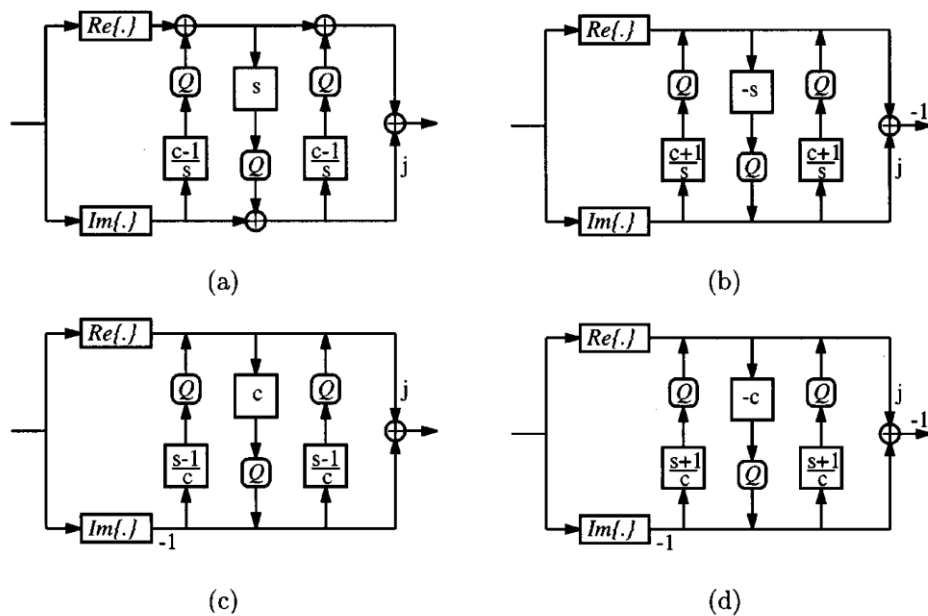 Re{.}
Q
s
Q
c-1
s
Q
c-1
s
j
Im{.}
(a)
Re{.}
Q
-s
Q
c+1
s
Q
c+1
s
-1
j
Im{.}
(b)
Re{.}
Q
c
Q
j
s-1
c
Q
s-1
c
Im{.}
-1
(c)
Re{.}
Q
-c
Q
j
-1
s+1
c
Q
s+1
c
Im{.}
-1
(d)